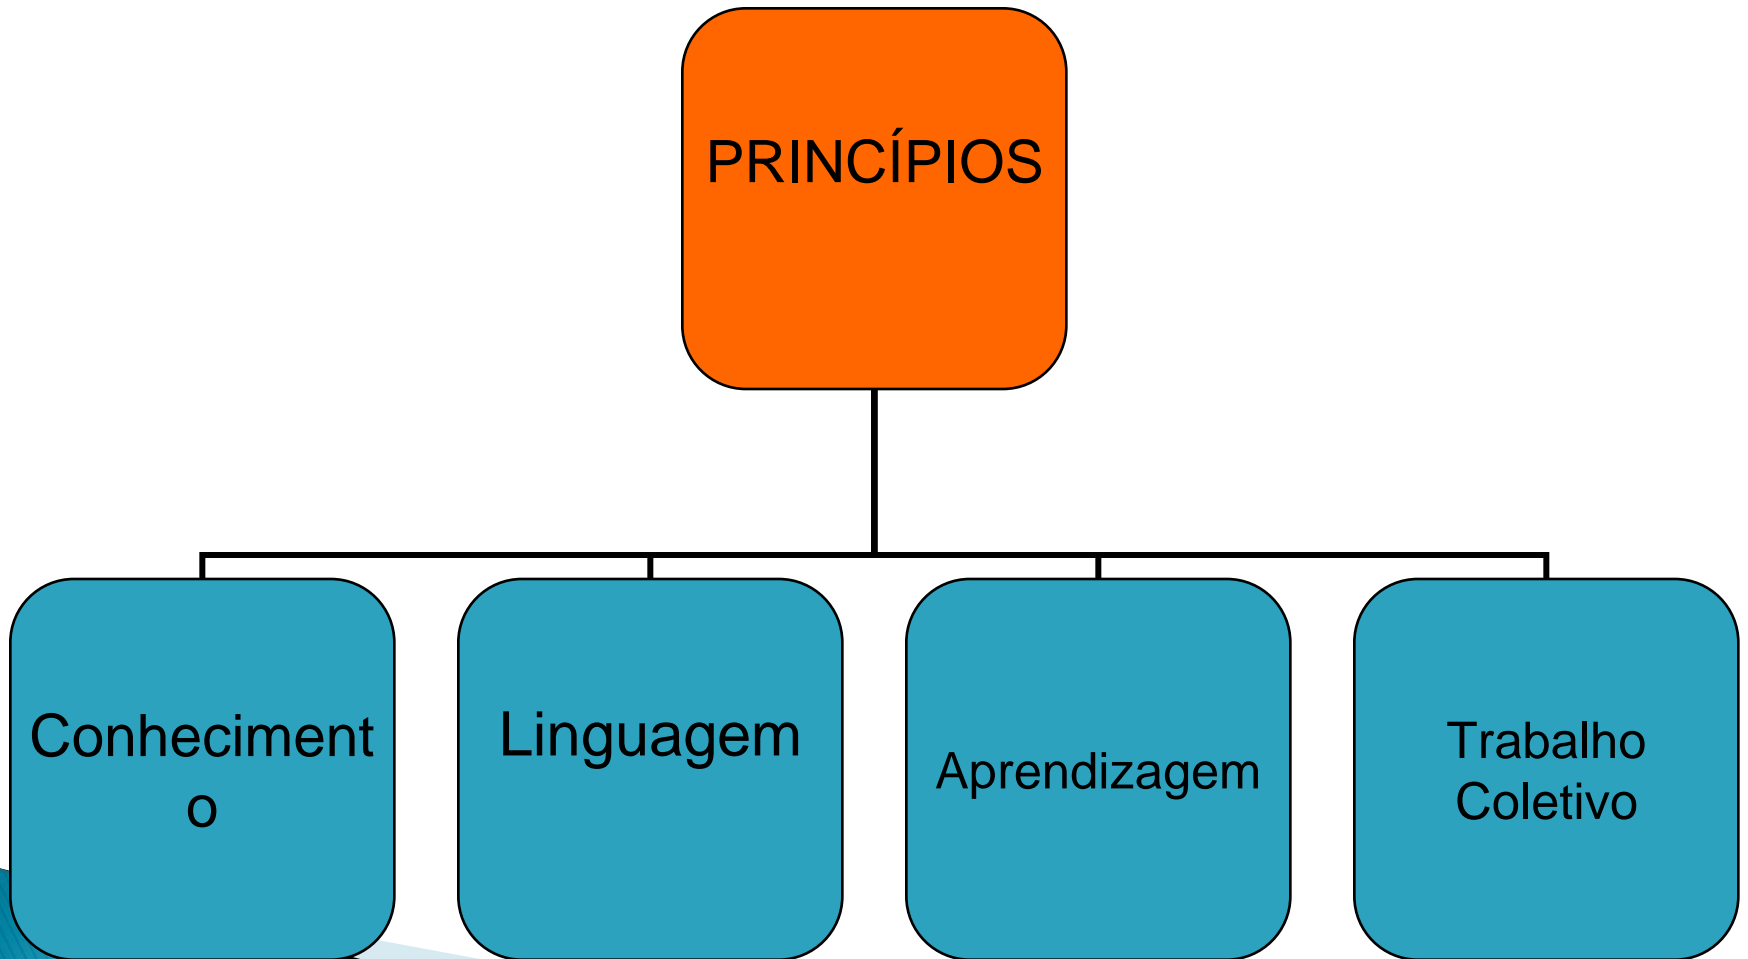 PRINCÍPIOS
Conheciment
o
Linguagem
Aprendizagem
Trabalho
Coletivo